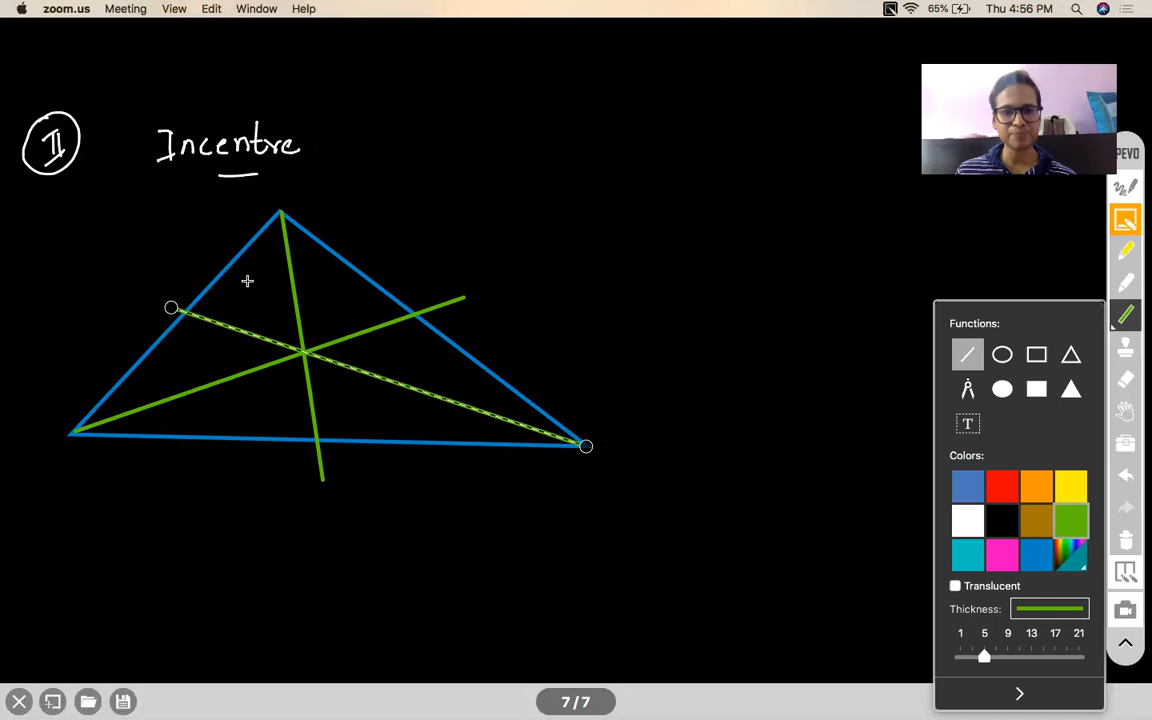 zoom.us Meeting View Edit Window Help 65% Thu 4:56 PM
II Incentre
PEVO
Functions:
T
Colors:
Translucent
Thickness:
1 5 9 13 17 21
7/7